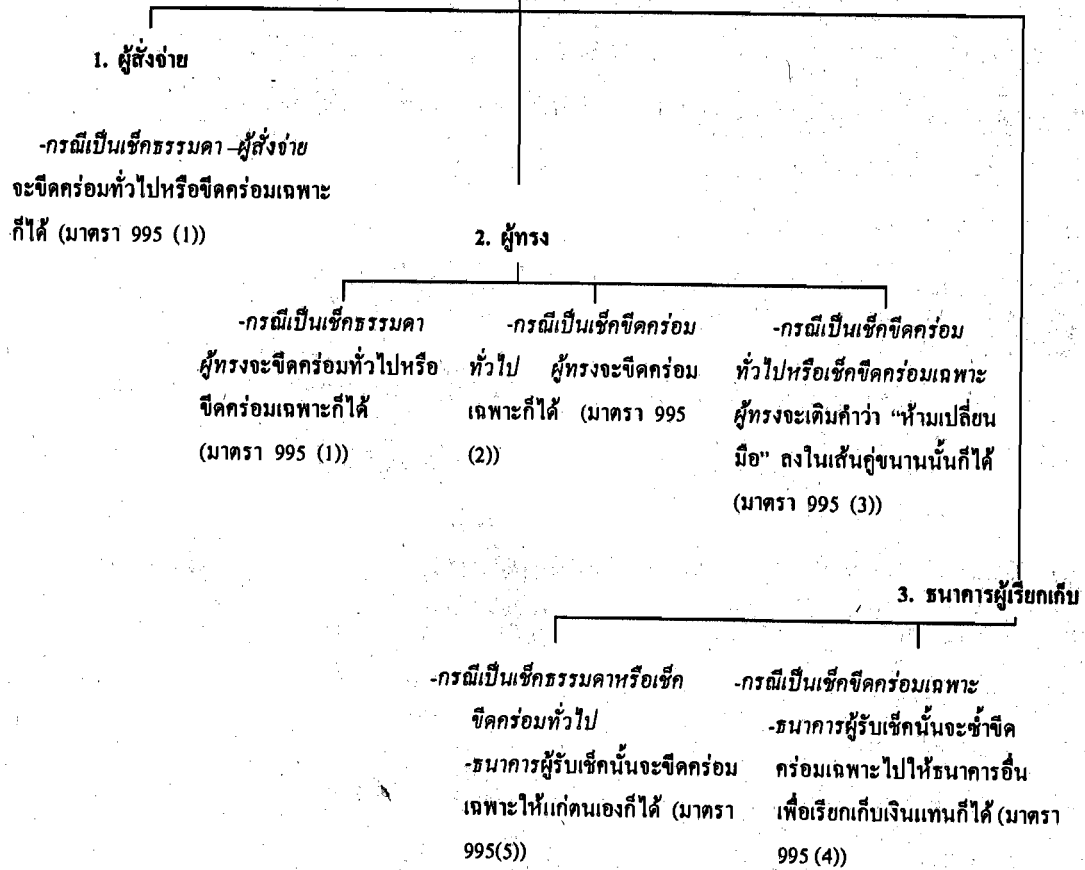 1. ผู้สั่งจ่าย
-กรณีเป็นเช็คธรรมดา –ผู้สั่งจ่าย
จะขีดคร่อมทั่วไปหรือขีดคร่อมเฉพาะ
ก็ได้ (มาตรา 995 (1))
2. ผู้ทรง
-กรณีเป็นเช็คธรรมดา
ผู้ทรงจะขีดคร่อมทั่วไปหรือ
ขีดคร่อมเฉพาะก็ได้
(มาตรา 995 (1))
-กรณีเป็นเช็คขีดคร่อม
ทั่วไป ผู้ทรงจะขีดคร่อม
เฉพาะก็ได้ (มาตรา 995
(2))
-กรณีเป็นเช็คขีดคร่อม
ทั่วไปหรือเช็คขีดคร่อมเฉพาะ
ผู้ทรงจะเติมคำว่า “ห้ามเปลี่ยน
มือ” ลงในเส้นคู่ขนานนั้นก็ได้
(มาตรา 995 (3))
3. ธนาคารผู้เรียกเก็บ
-กรณีเป็นเช็คธรรมดาหรือเช็ค
ขีดคร่อมทั่วไป
-ธนาคารผู้รับเช็คนั้นจะขีดคร่อม
เฉพาะให้แก่ตนเองก็ได้ (มาตรา
995(5))
-กรณีเป็นเช็คขีดคร่อมเฉพาะ
-ธนาคารผู้รับเช็คนั้นจะซ้ำขีด
คร่อมเฉพาะไปให้ธนาคารอื่น
เพื่อเรียกเก็บเงินแทนก็ได้ (มาตรา
995 (4))